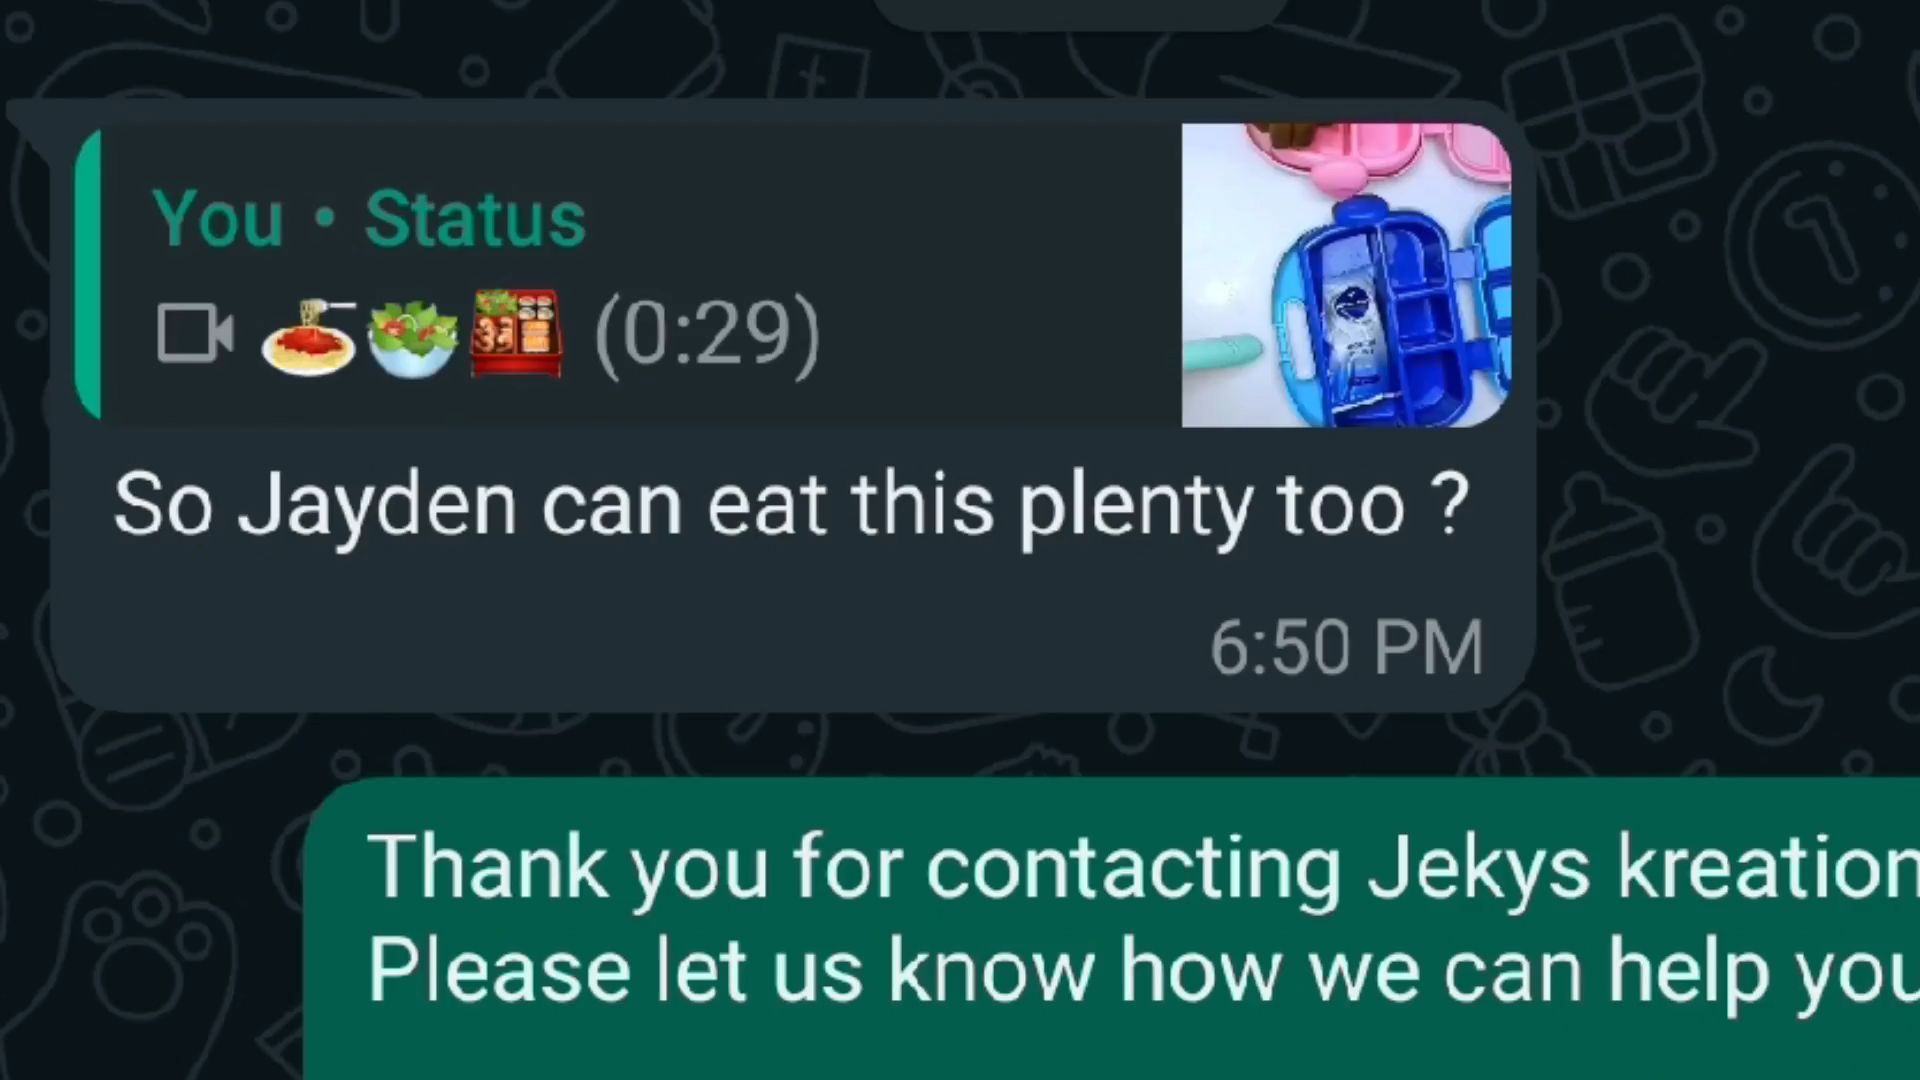 You • Status
🍝🥗🍱 (0:29)
So Jayden can eat this plenty too ?
6:50 PM
Thank you for contacting Jekys kreation
Please let us know how we can help you